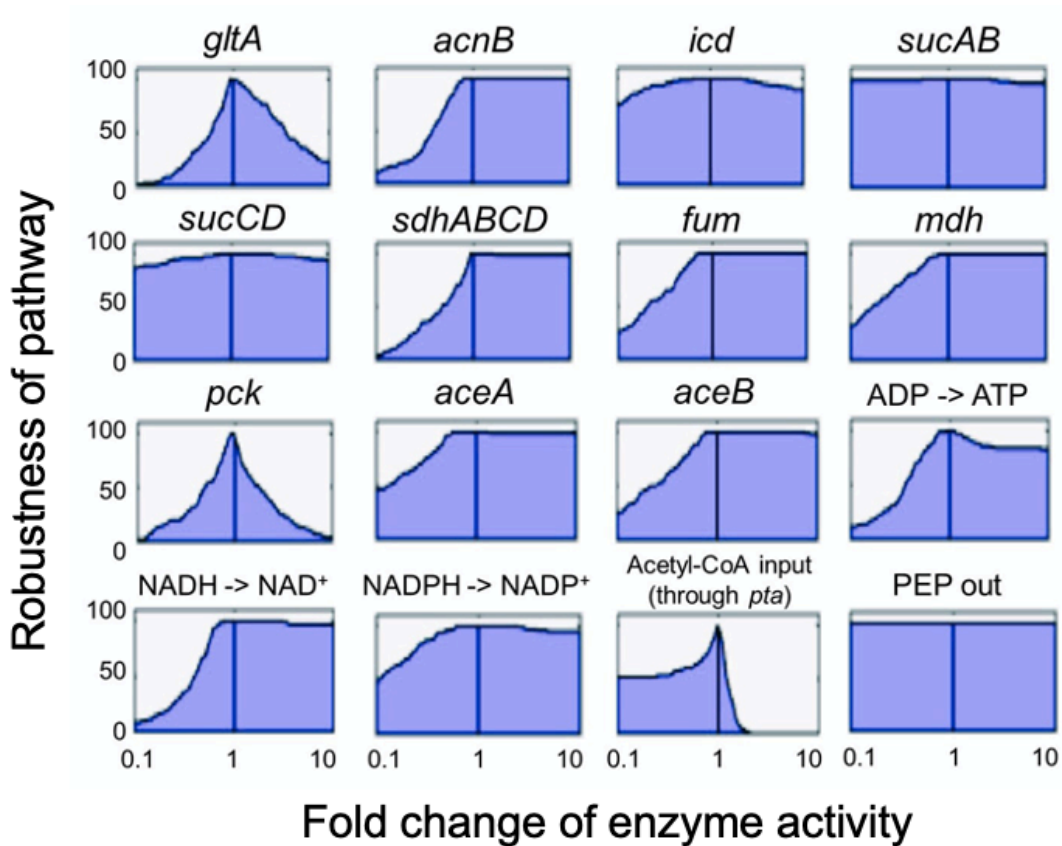 gltA
acnB
icd
sucAB
100
50
0
sucCD
sdhABCD
fum
mdh
100
50
0
pck
aceA
aceB
ADP -> ATP
100
50
0
NADH -> NAD⁺
NADPH -> NADP⁺
Acetyl-CoA input
(through pta)
PEP out
100
50
0
0.1 1 10
0.1 1 10
0.1 1 10
0.1 1 10
Robustness of pathway
Fold change of enzyme activity